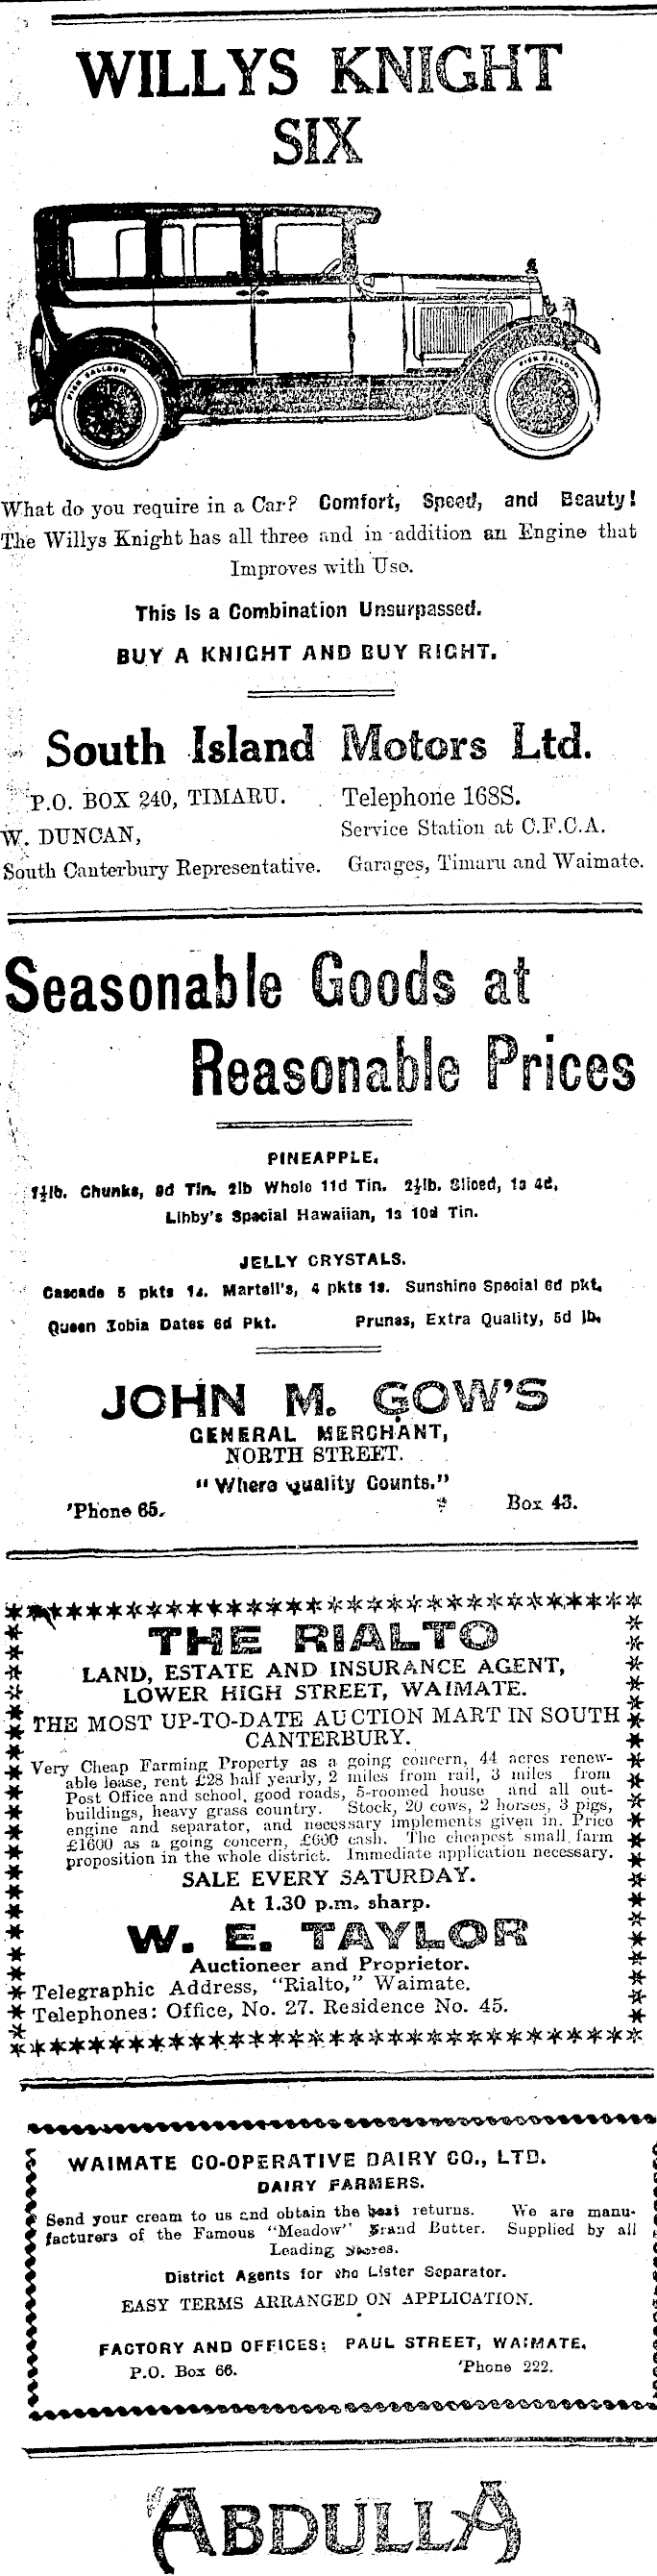 WILLYS KNIGHT
SIX
What do you require in a Car? Comfort, Speed, and Beauty!
The Willys Knight has all three and in addition an Engine that
Improves with Use.
This Is a Combination Unsurpassed.
BUY A KNIGHT AND BUY RIGHT.
South Island Motors Ltd.
P.O. BOX 240, TIMARU. Telephone 168S.
W. DUNCAN, Service Station at C.F.C.A.
South Canterbury Representative. Garages, Timaru and Waimate.
Seasonable Goods at
Reasonable Prices
PINEAPPLE.
1½lb. Chunks, 9d Tin. 2lb Whole 11d Tin. 2½lb. Sliced, 1s 4d.
Libby's Special Hawaiian, 1s 10d Tin.
JELLY CRYSTALS.
Cascade 5 pkts 1s. Martell's, 4 pkts 1s. Sunshine Special 6d pkt.
Queen Zobia Dates 6d Pkt. Prunes, Extra Quality, 5d lb.
JOHN M. GOW'S
GENERAL MERCHANT,
NORTH STREET.
"Where quality Counts."
'Phone 65. Box 43.
THE RIALTO
LAND, ESTATE AND INSURANCE AGENT,
LOWER HIGH STREET, WAIMATE.
THE MOST UP-TO-DATE AUCTION MART IN SOUTH
CANTERBURY.
Very Cheap Farming Property as a going concern, 44 acres renew-
able lease, rent £28 half yearly, 2 miles from rail, 3 miles from
Post Office and school, good roads, 5-roomed house and all out-
buildings, heavy grass country. Stock, 20 cows, 2 horses, 3 pigs,
engine and separator, and necessary implements given in. Price
£1600 as a going concern, £600 cash. The cheapest small farm
proposition in the whole district. Immediate application necessary.
SALE EVERY SATURDAY.
At 1.30 p.m. sharp.
W. E. TAYLOR
Auctioneer and Proprietor.
Telegraphic Address, "Rialto," Waimate.
Telephones: Office, No. 27. Residence No. 45.
WAIMATE CO-OPERATIVE DAIRY CO., LTD.
DAIRY FARMERS.
Send your cream to us and obtain the best returns. We are manu-
facturers of the Famous "Meadow" Brand Butter. Supplied by all
Leading Stores.
District Agents for the Lister Separator.
EASY TERMS ARRANGED ON APPLICATION.
FACTORY AND OFFICES: PAUL STREET, WAIMATE.
P.O. Box 66. 'Phone 222.
ABDULLA